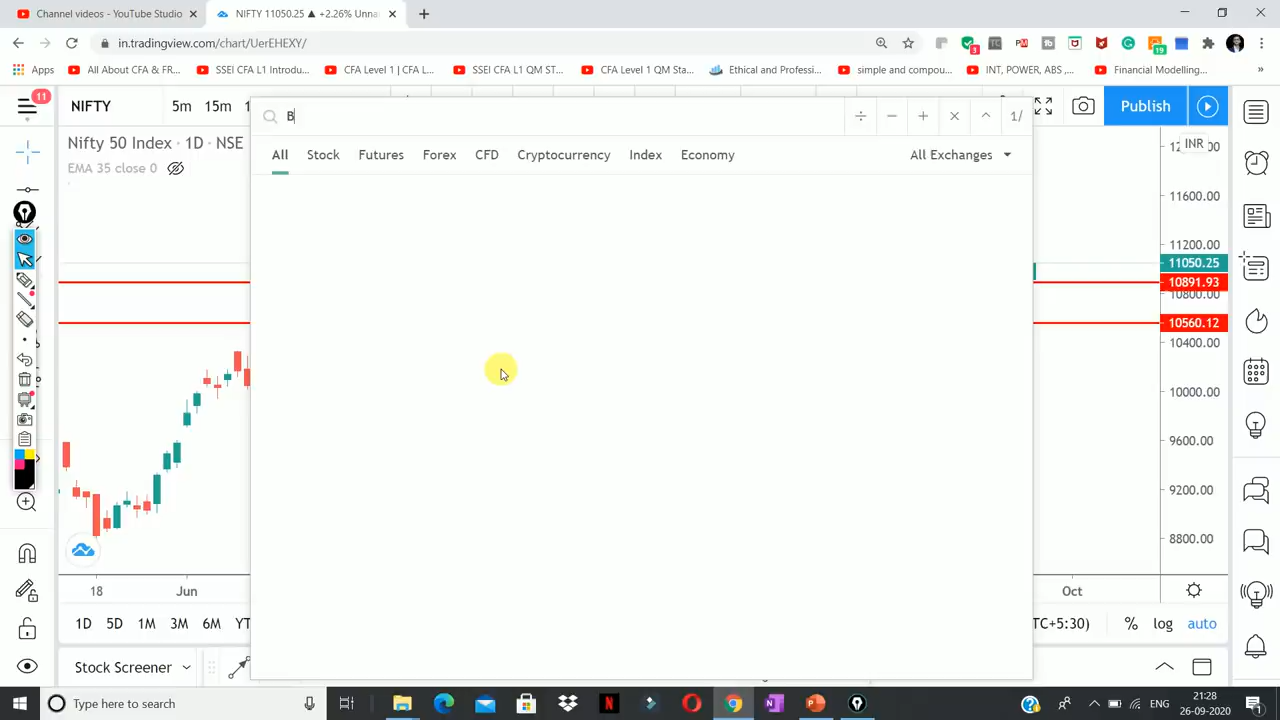 Channel videos - YouTube Studio
NIFTY 11050.25 ▲ +2.26% Unna
in.tradingview.com/chart/UerEHEXY/
Apps
All About CFA & FR...
SSEI CFA L1 Introdu...
CFA Level 1 | CFA L...
SSEI CFA L1 QM ST...
CFA Level 1 QM Sta...
Ethical and Professi...
simple and compou...
INT, POWER, ABS ,...
Financial Modelling...
»
11
NIFTY
5m
15m
B
÷
−
+
×
1/
Publish
Nifty 50 Index · 1D · NSE
EMA 35 close 0
All
Stock
Futures
Forex
CFD
Cryptocurrency
Index
Economy
All Exchanges
INR
11600.00
11200.00
11050.25
10891.93
10800.00
10560.12
10400.00
10000.00
9600.00
9200.00
8800.00
18
Jun
Oct
1D
5D
1M
3M
6M
YT
TC+5:30)
%
log
auto
Stock Screener
Type here to search
ENG
21:28
26-09-2020